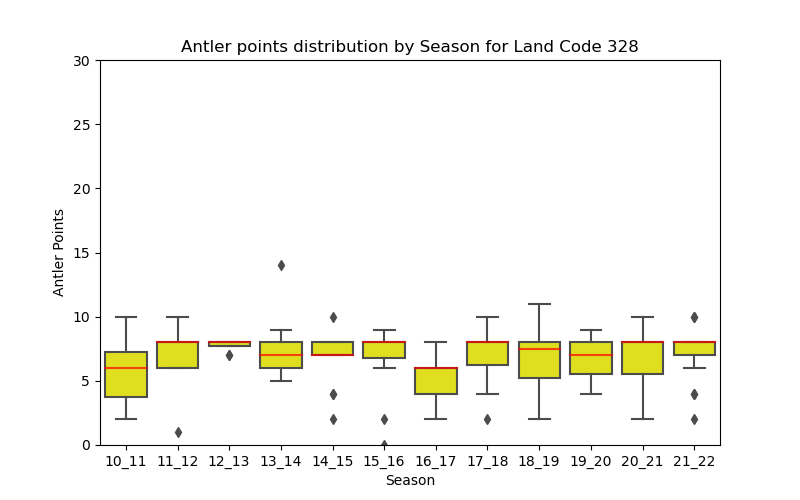 Antler points distribution by Season for Land Code 328
30
25
20
15
10
5
0
Antler Points
10_11 11_12 12_13 13_14 14_15 15_16 16_17 17_18 18_19 19_20 20_21 21_22
Season